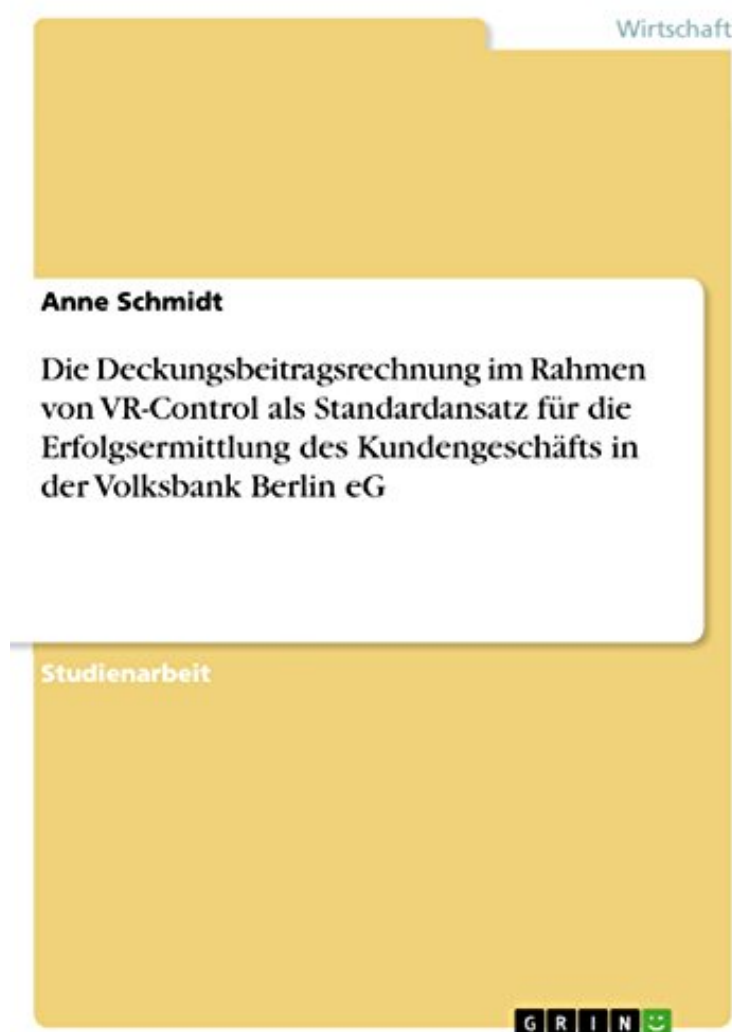 Wirtschaft
Anne Schmidt
Die Deckungsbeitragsrechnung im Rahmen
von VR-Control als Standardansatz für die
Erfolgsermittlung des Kundengeschäfts in
der Volksbank Berlin eG
Studienarbeit
GRIN